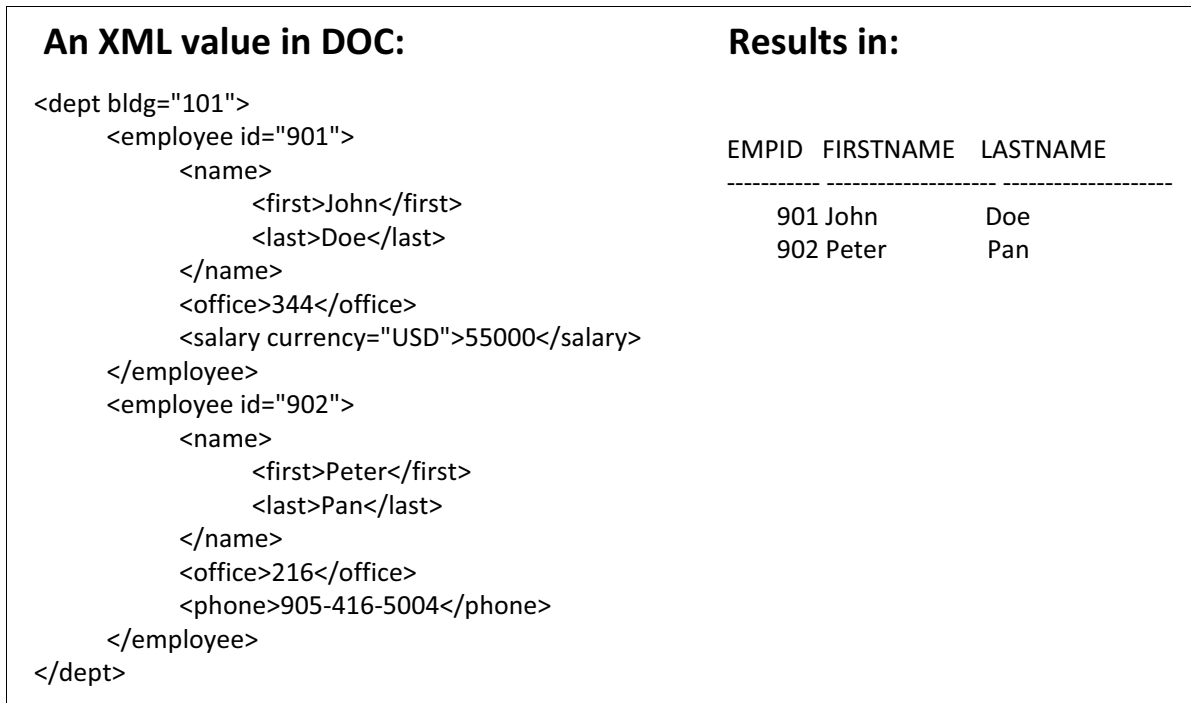 An XML value in DOC:
<dept bldg="101">
<employee id="901">
<name>
<first>John</first>
<last>Doe</last>
</name>
<office>344</office>
<salary currency="USD">55000</salary>
</employee>
<employee id="902">
<name>
<first>Peter</first>
<last>Pan</last>
</name>
<office>216</office>
<phone>905-416-5004</phone>
</employee>
</dept>
Results in:
EMPID FIRSTNAME LASTNAME
----------- -------------------- --------------------
901 John Doe
902 Peter Pan